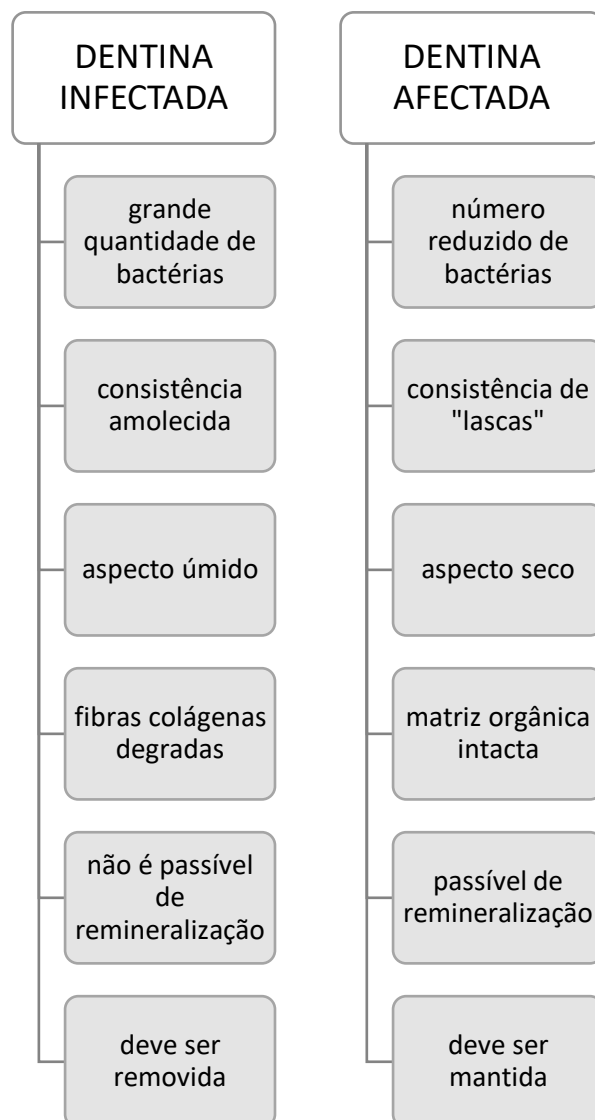 DENTINA
INFECTADA
grande
quantidade de
bactérias
consistência
amolecida
aspecto úmido
fibras colágenas
degradas
não é passível
de
remineralização
deve ser
removida
DENTINA
AFECTADA
número
reduzido de
bactérias
consistência de
"lascas"
aspecto seco
matriz orgânica
intacta
passível de
remineralização
deve ser
mantida